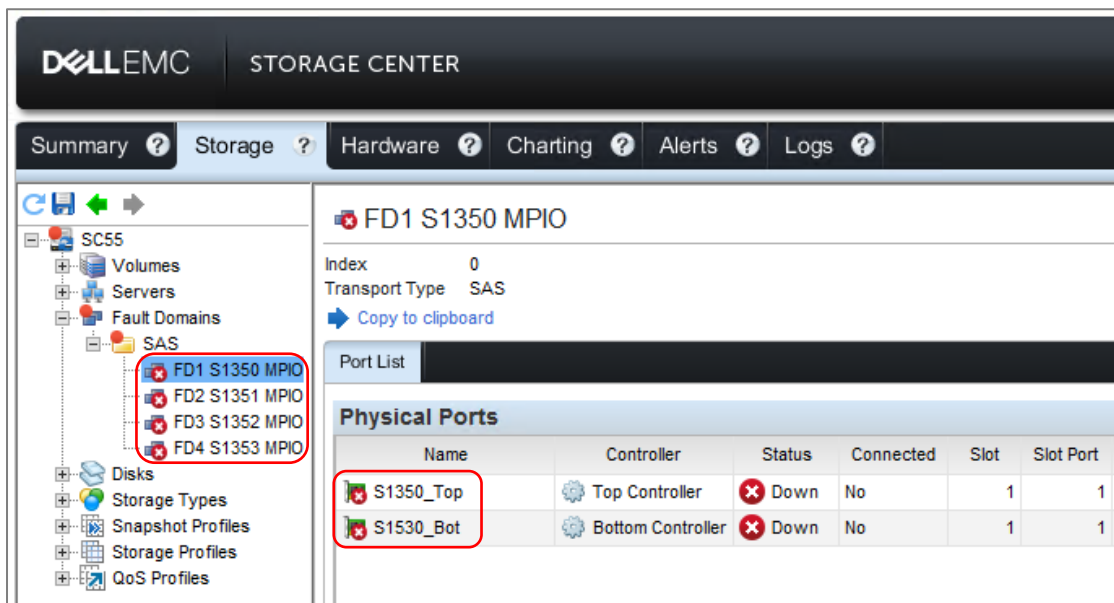 DELLEMC STORAGE CENTER
Summary ? Storage ? Hardware ? Charting ? Alerts ? Logs ?
SC55
Volumes
Servers
Fault Domains
SAS
FD1 S1350 MPIO
FD2 S1351 MPIO
FD3 S1352 MPIO
FD4 S1353 MPIO
Disks
Storage Types
Snapshot Profiles
Storage Profiles
QoS Profiles
FD1 S1350 MPIO
Index 0
Transport Type SAS
Copy to clipboard
Port List
Physical Ports
Name Controller Status Connected Slot Slot Port
S1350_Top Top Controller Down No 1 1
S1530_Bot Bottom Controller Down No 1 1